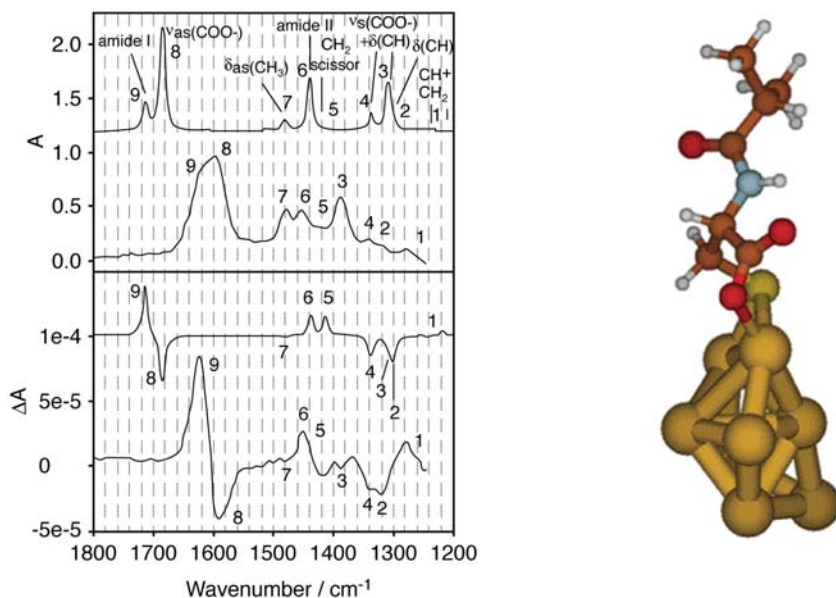 amide II
νs(COO-)
amide I
νas(COO-)
+δ(CH)
δ(CH)
CH2
scissor
δas(CH3)
CH+
CH2
9
8
7
6
5
4
3
2
1
2.0
1.5
A
1.0
9
8
7
6
5
3
4
2
1
0.5
0.0
9
8
7
6
5
4
3
2
1
1e-4
ΔA
5e-5
9
8
7
6
5
3
4
2
1
0
-5e-5
1800 1700 1600 1500 1400 1300 1200
Wavenumber / cm-1